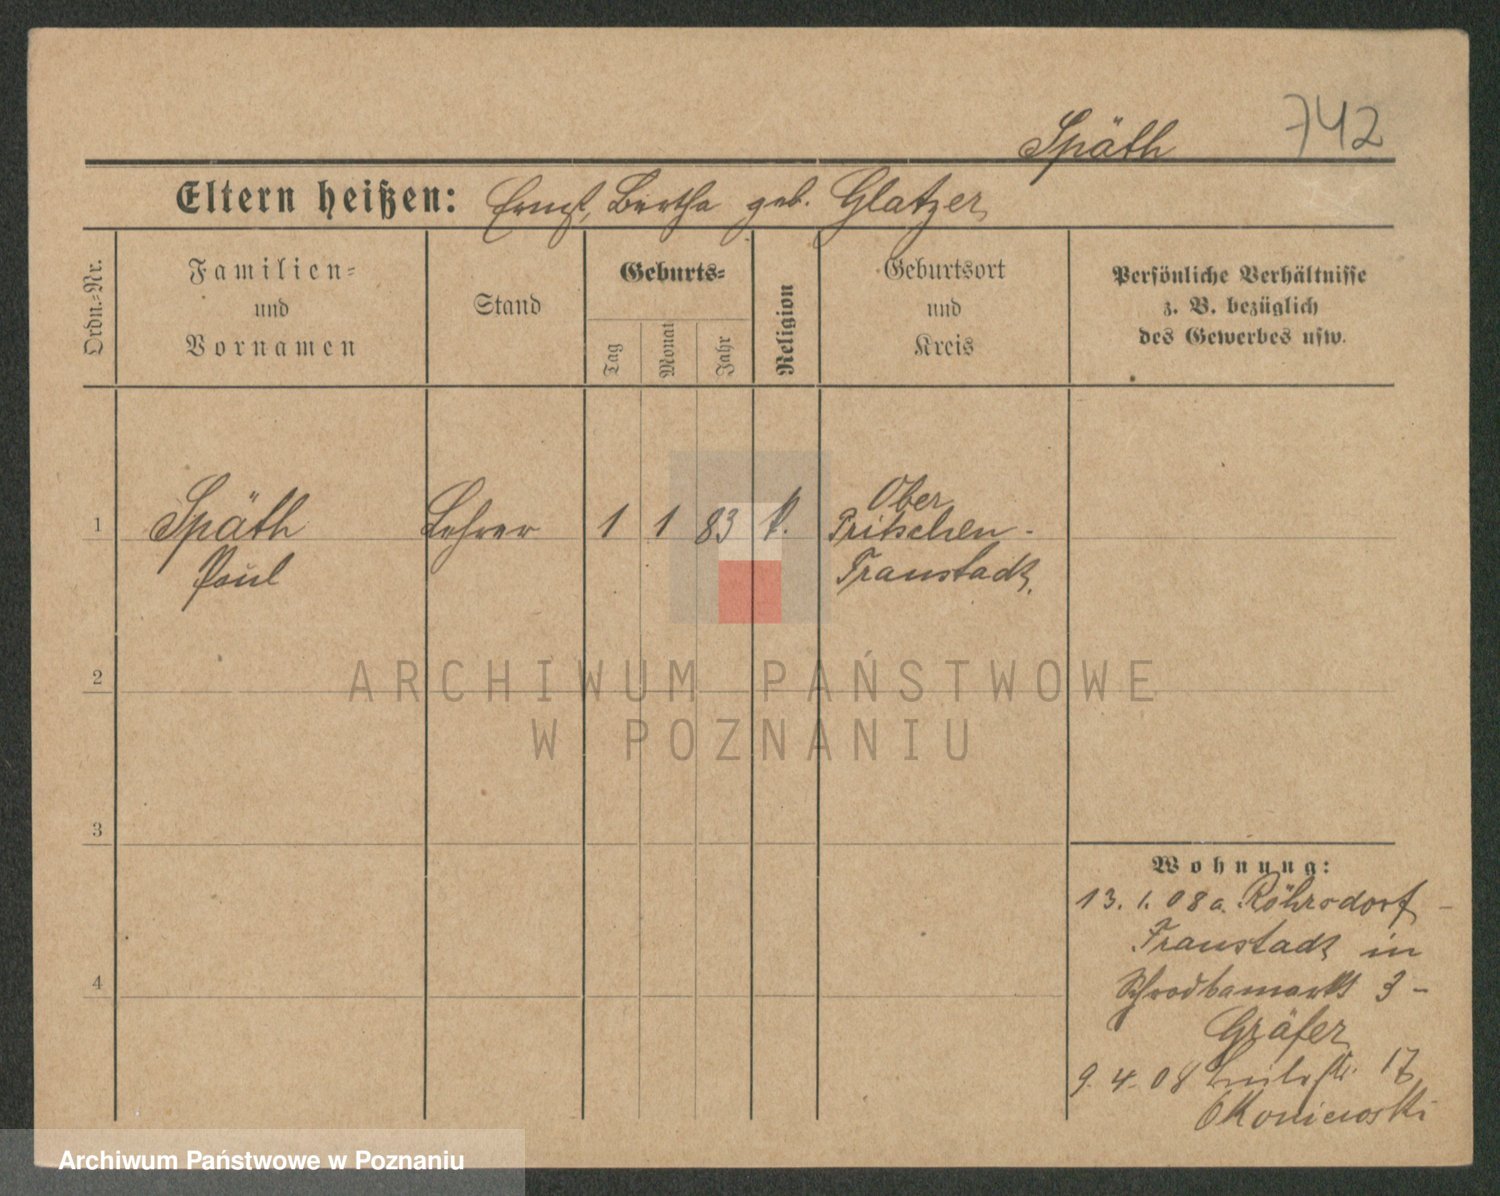 742
Späth
Eltern heißen: Ernst, Bertha geb. Glatzer
Ordn.-Nr.
Familien-
und
Vornamen
Stand
Geburts-
Tag
Monat
Jahr
Religion
Geburtsort
und
Kreis
Persönliche Verhältnisse
z. B. bezüglich
des Gewerbes usw.
1
Späth
Paul
Lehrer
1
1
83
k.
Ober
Pritschen -
Fraustadt.
2
ARCHIWUM PAŃSTWOWE
W POZNANIU
3
4
Wohnung:
13. 1. 08 a. Röhrsdorf -
Fraustadt in
Schrodkamarkt 3 -
Gräfer
9. 4. 08 17
Okoniewski
Archiwum Państwowe w Poznaniu